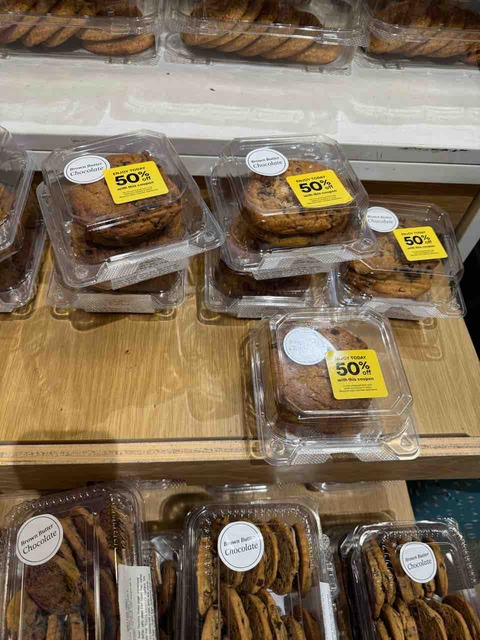 Brown Butter
Chocolate
ENJOY TODAY
50%
off
with this coupon
Brown Butter
Chocolate
ENJOY TODAY
50%
off
with this coupon
Chocolate
ENJOY TODAY
50%
off
with this coupon
ENJOY TODAY
50%
off
with this coupon
Brown Butter
Chocolate
Brown Butter
Chocolate
Brown Butter
Chocolate